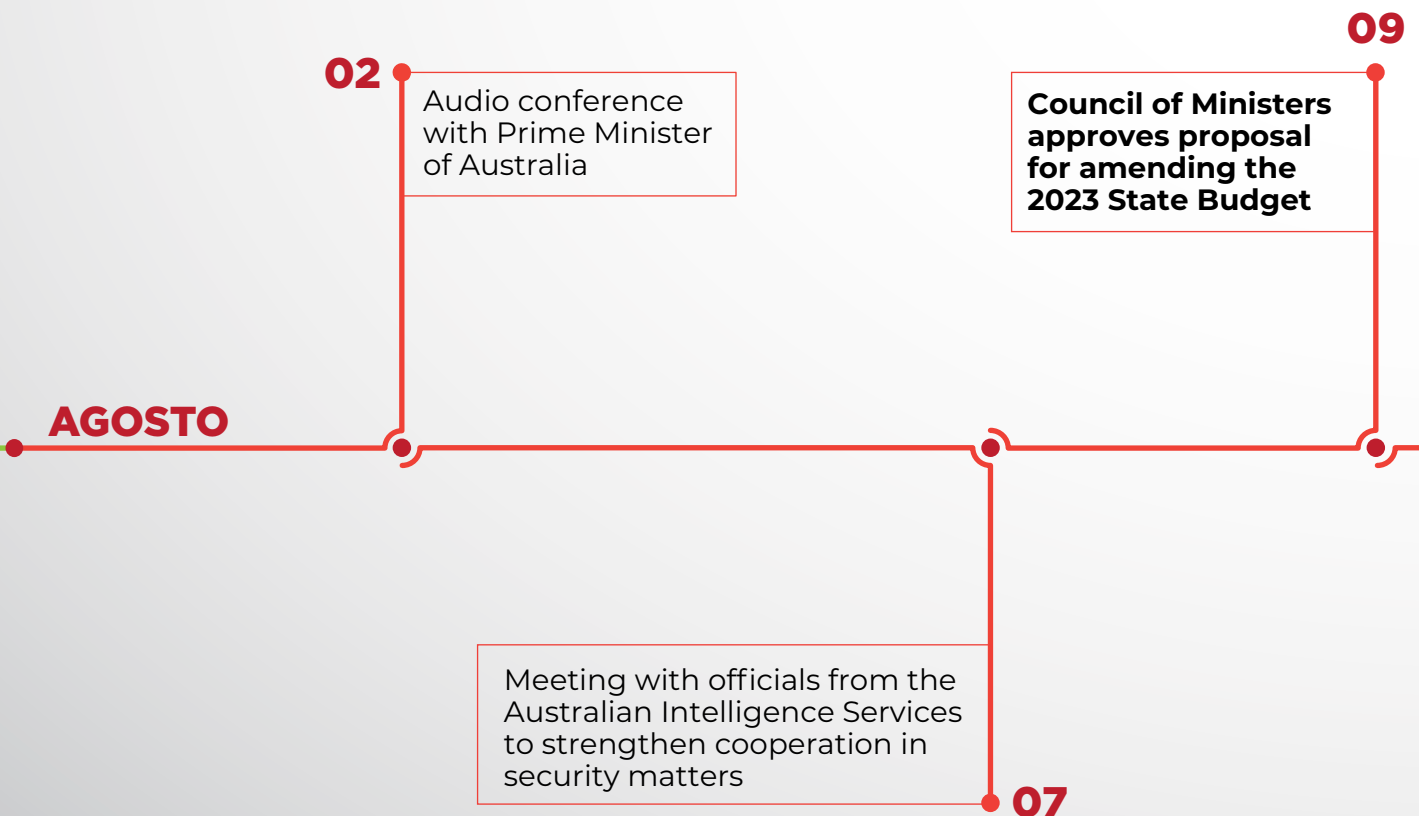 AGOSTO
02
Audio conference
with Prime Minister
of Australia
Meeting with officials from the
Australian Intelligence Services
to strengthen cooperation in
security matters
07
09
Council of Ministers
approves proposal
for amending the
2023 State Budget